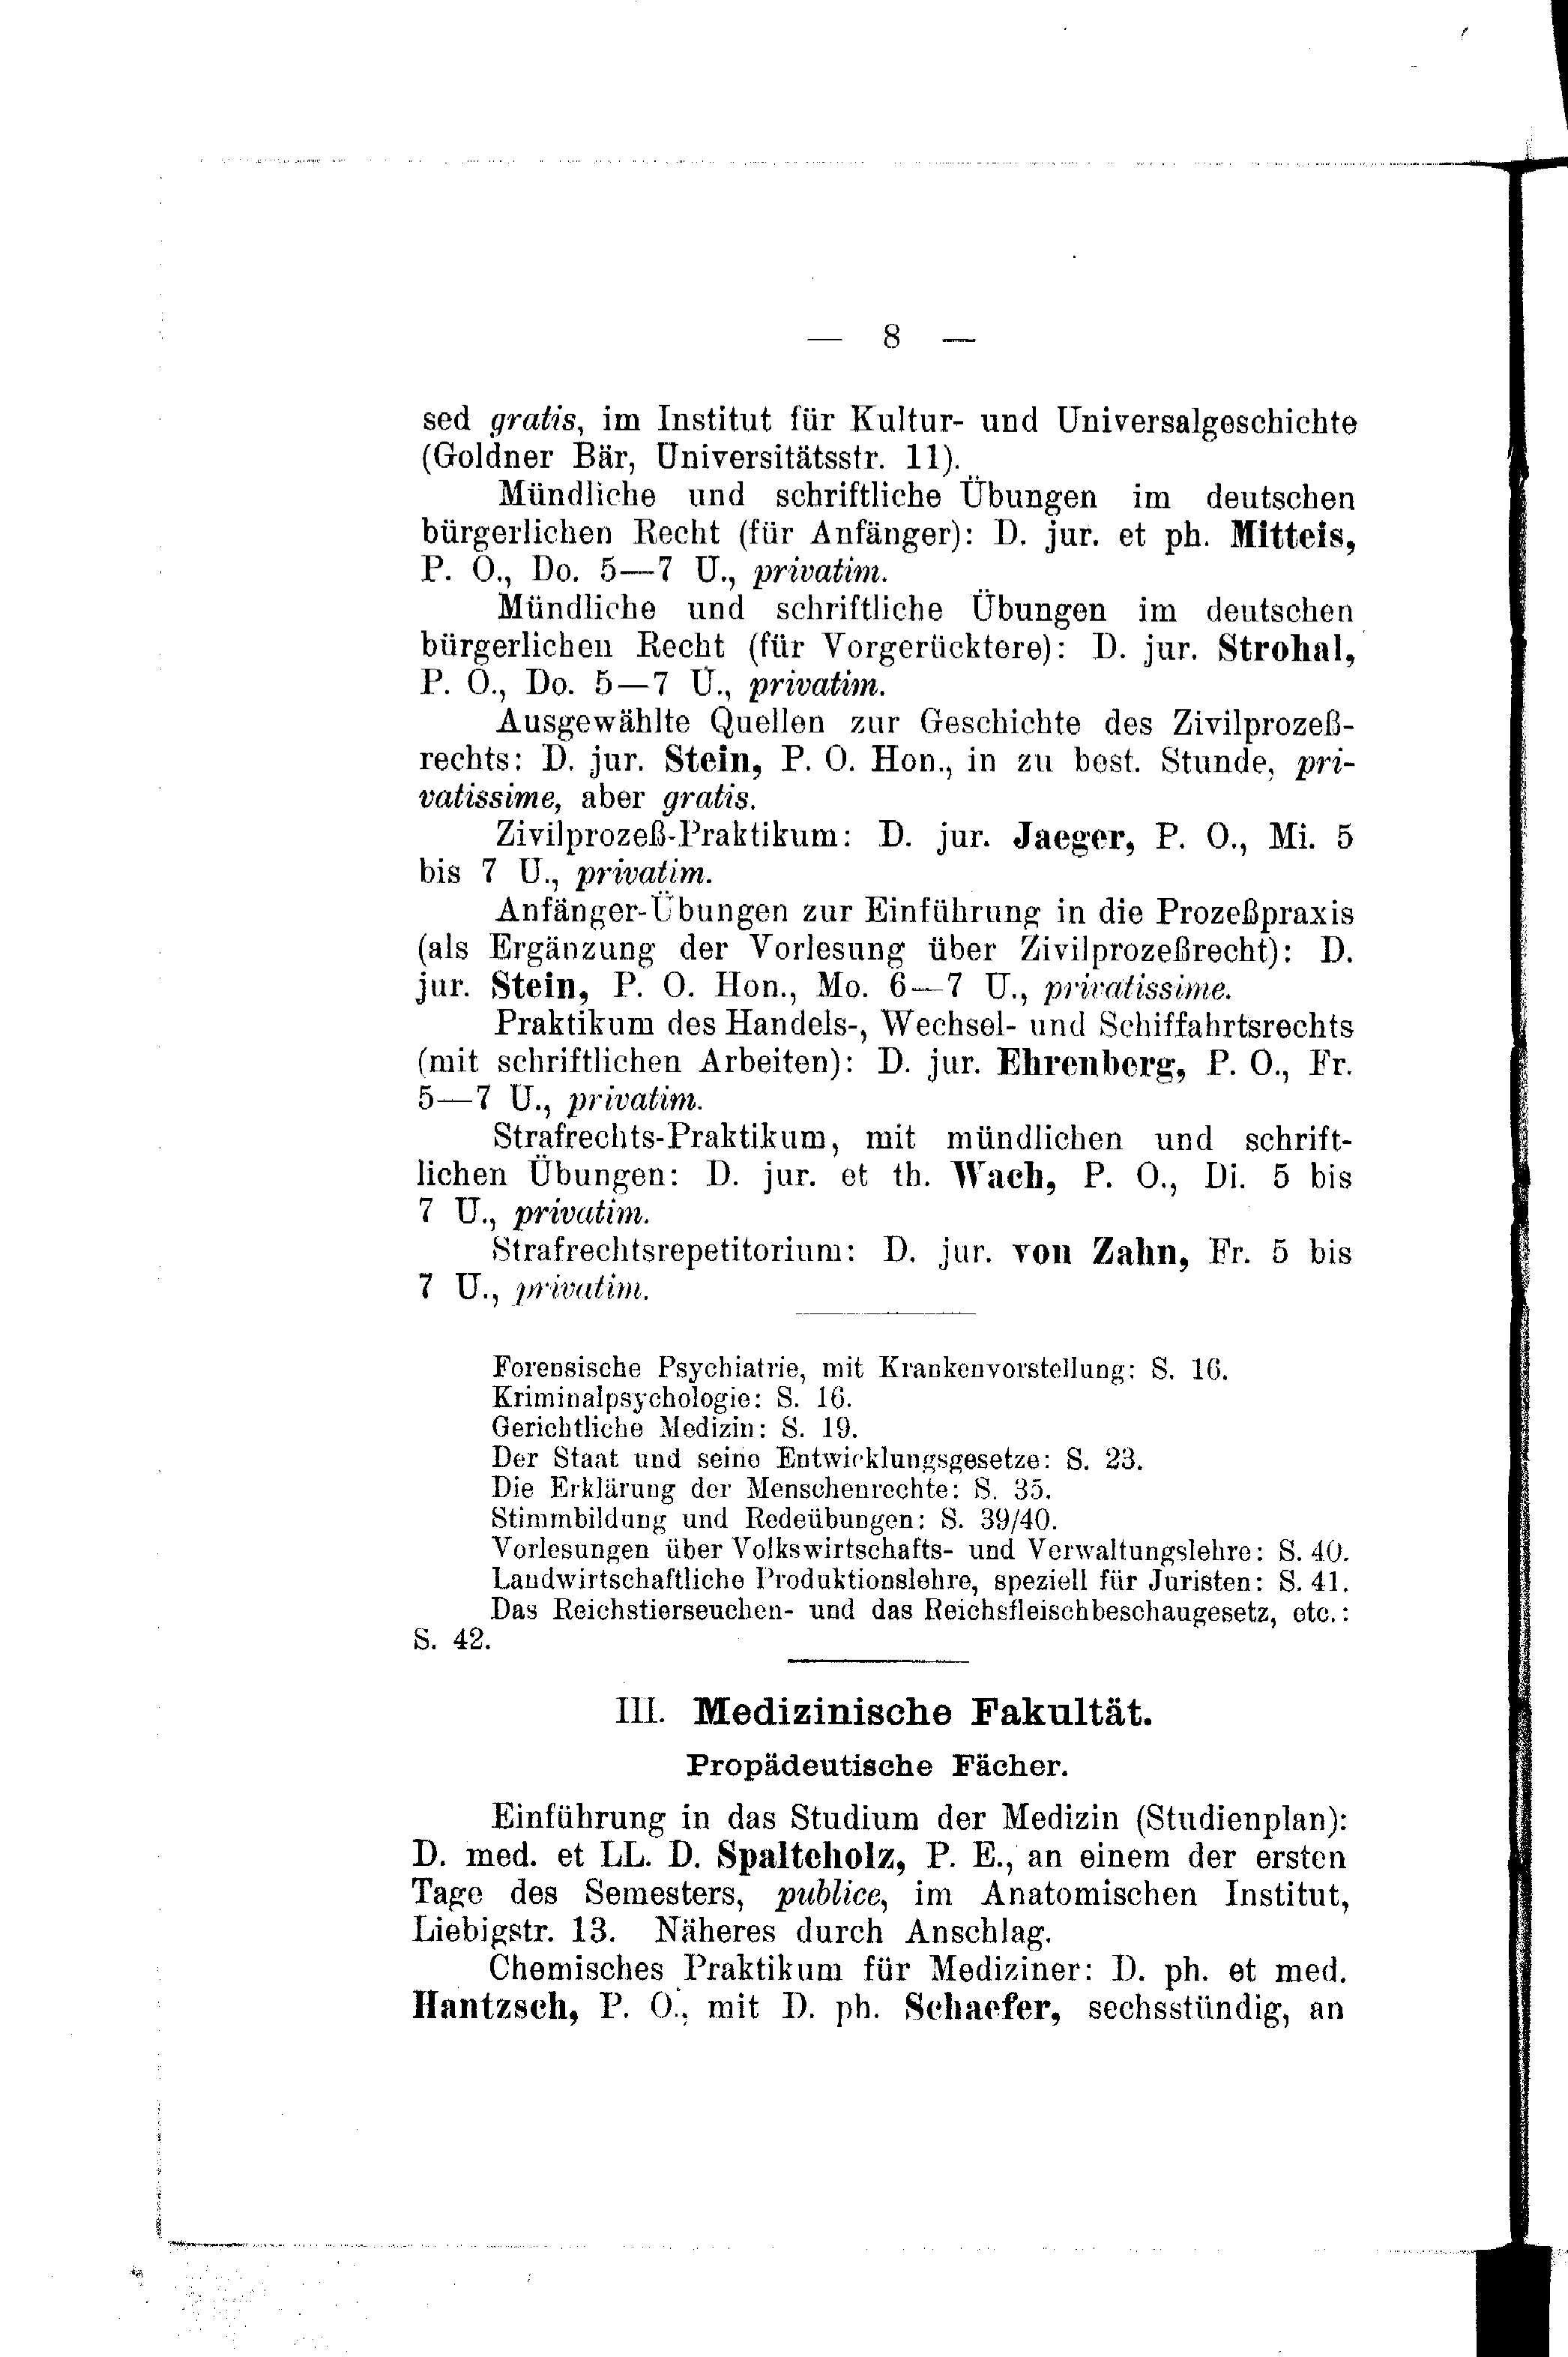 — 8 —
sed gratis, im Institut für Kultur- und Universalgeschichte
(Goldner Bär, Universitätsstr. 11).
Mündliche und schriftliche Übungen im deutschen
bürgerlichen Recht (für Anfänger): D. jur. et ph. Mitteis,
P. O., Do. 5—7 U., privatim.
Mündliche und schriftliche Übungen im deutschen
bürgerlichen Recht (für Vorgerücktere): D. jur. Strohal,
P. O., Do. 5—7 U., privatim.
Ausgewählte Quellen zur Geschichte des Zivilprozeß-
rechts: D. jur. Stein, P. O. Hon., in zu best. Stunde, pri-
vatissime, aber gratis.
Zivilprozeß-Praktikum: D. jur. Jaeger, P. O., Mi. 5
bis 7 U., privatim.
Anfänger-Übungen zur Einführung in die Prozeßpraxis
(als Ergänzung der Vorlesung über Zivilprozeßrecht): D.
jur. Stein, P. O. Hon., Mo. 6—7 U., privatissime.
Praktikum des Handels-, Wechsel- und Schiffahrtsrechts
(mit schriftlichen Arbeiten): D. jur. Ehrenberg, P. O., Fr.
5—7 U., privatim.
Strafrechts-Praktikum, mit mündlichen und schrift-
lichen Übungen: D. jur. et th. Wach, P. O., Di. 5 bis
7 U., privatim.
Strafrechtsrepetitorium: D. jur. von Zahn, Fr. 5 bis
7 U., privatim.
Forensische Psychiatrie, mit Krankenvorstellung: S. 16.
Kriminalpsychologie: S. 16.
Gerichtliche Medizin: S. 19.
Der Staat und seine Entwicklungsgesetze: S. 23.
Die Erklärung der Menschenrechte: S. 35.
Stimmbildung und Redeübungen: S. 39/40.
Vorlesungen über Volkswirtschafts- und Verwaltungslehre: S. 40.
Landwirtschaftliche Produktionslehre, speziell für Juristen: S. 41.
Das Reichstierseuchen- und das Reichsfleischbeschaugesetz, etc.:
S. 42.
III. Medizinische Fakultät.
Propädeutische Fächer.
Einführung in das Studium der Medizin (Studienplan):
D. med. et LL. D. Spalteholz, P. E., an einem der ersten
Tage des Semesters, publice, im Anatomischen Institut,
Liebigstr. 13. Näheres durch Anschlag.
Chemisches Praktikum für Mediziner: D. ph. et med.
Hantzsch, P. O., mit D. ph. Schaefer, sechsstündig, an